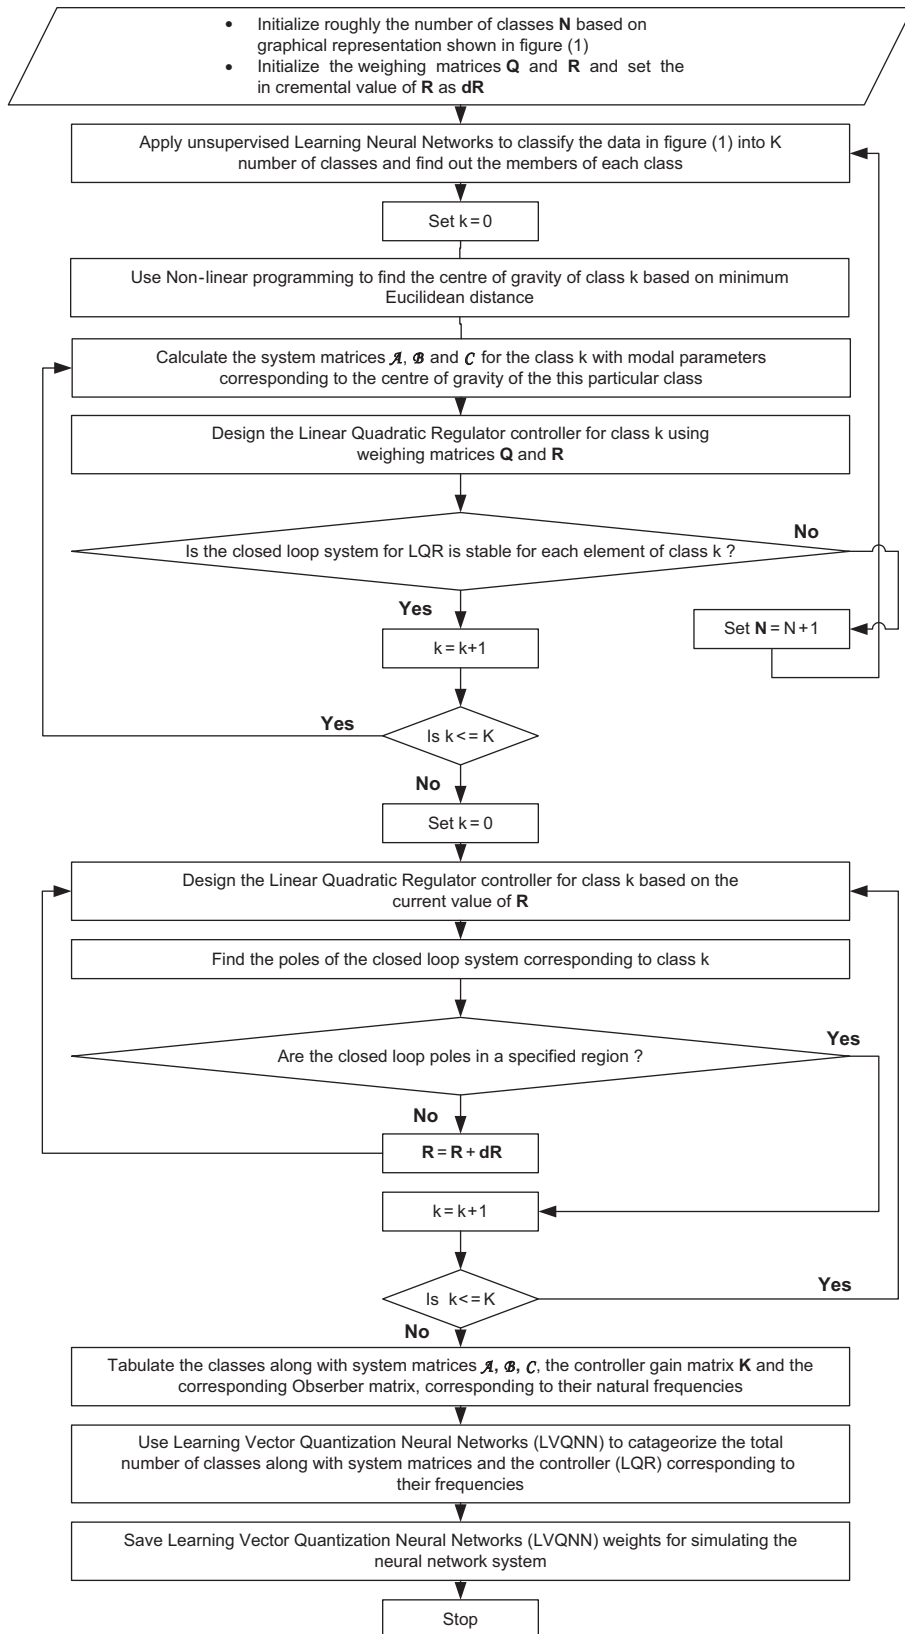 • Initialize roughly the number of classes N based on
graphical representation shown in figure (1)
• Initialize the weighing matrices Q and R and set the
in cremental value of R as dR
Apply unsupervised Learning Neural Networks to classify the data in figure (1) into K
number of classes and find out the members of each class
Set k=0
Use Non-linear programming to find the centre of gravity of class k based on minimum
Eucilidean distance
Calculate the system matrices 𝓐, 𝓑 and 𝓒 for the class k with modal parameters
corresponding to the centre of gravity of the this particular class
Design the Linear Quadratic Regulator controller for class k using
weighing matrices Q and R
Is the closed loop system for LQR is stable for each element of class k ?
No
Yes
Set N = N+1
k = k+1
Yes
Is k <= K
No
Set k = 0
Design the Linear Quadratic Regulator controller for class k based on the
current value of R
Find the poles of the closed loop system corresponding to class k
Yes
Are the closed loop poles in a specified region ?
No
R = R + dR
k = k+1
Is k <= K
Yes
No
Tabulate the classes along with system matrices 𝓐, 𝓑, 𝓒, the controller gain matrix K and the
corresponding Obserber matrix, corresponding to their natural frequencies
Use Learning Vector Quantization Neural Networks (LVQNN) to catageorize the total
number of classes along with system matrices and the controller (LQR) corresponding to
their frequencies
Save Learning Vector Quantization Neural Networks (LVQNN) weights for simulating the
neural network system
Stop